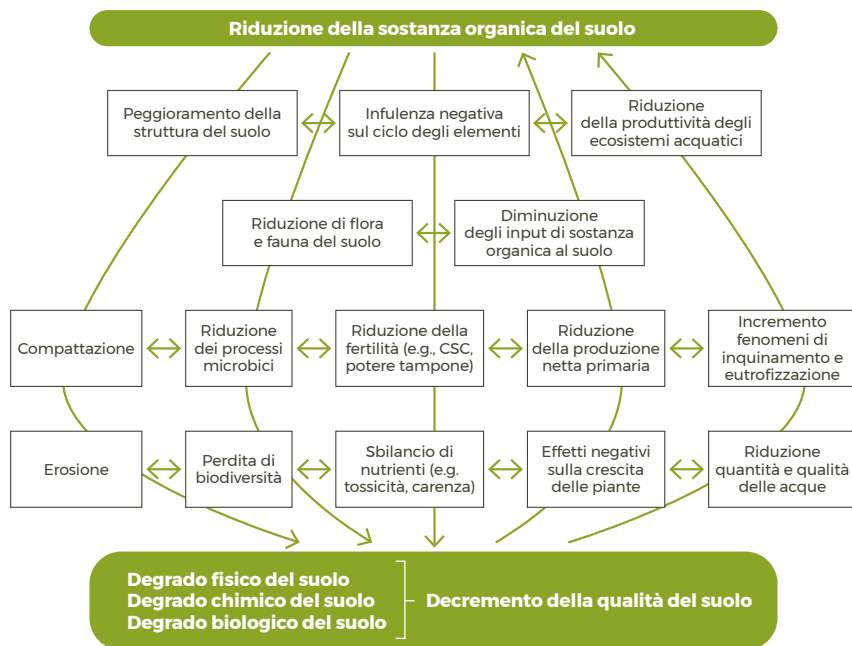 Riduzione della sostanza organica del suolo
Peggioramento della
struttura del suolo
Infulenza negativa
sul ciclo degli elementi
Riduzione
della produttività degli
ecosistemi acquatici
Riduzione di flora
e fauna del suolo
Diminuzione
degli input di sostanza
organica al suolo
Compattazione
Riduzione
dei processi
microbici
Riduzione della
fertilità (e.g., CSC,
potere tampone)
Riduzione
della produzione
netta primaria
Incremento
fenomeni di
inquinamento e
eutrofizzazione
Erosione
Perdita di
biodiversità
Sbilancio di
nutrienti (e.g.
tossicità, carenza)
Effetti negativi
sulla crescita
delle piante
Riduzione
quantità e qualità
delle acque
Degrado fisico del suolo
Degrado chimico del suolo
Degrado biologico del suolo
Decremento della qualità del suolo